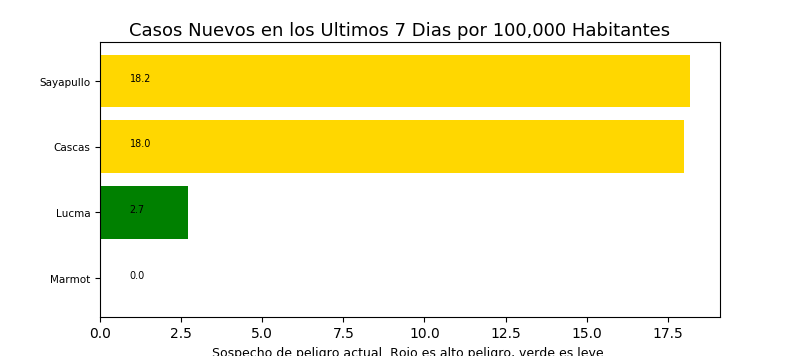 Casos Nuevos en los Ultimos 7 Dias por 100,000 Habitantes
Sayapullo 18.2
Cascas 18.0
Lucma 2.7
Marmot 0.0
0.0 2.5 5.0 7.5 10.0 12.5 15.0 17.5
Sospecho de peligro actual. Rojo es alto peligro, verde es leve